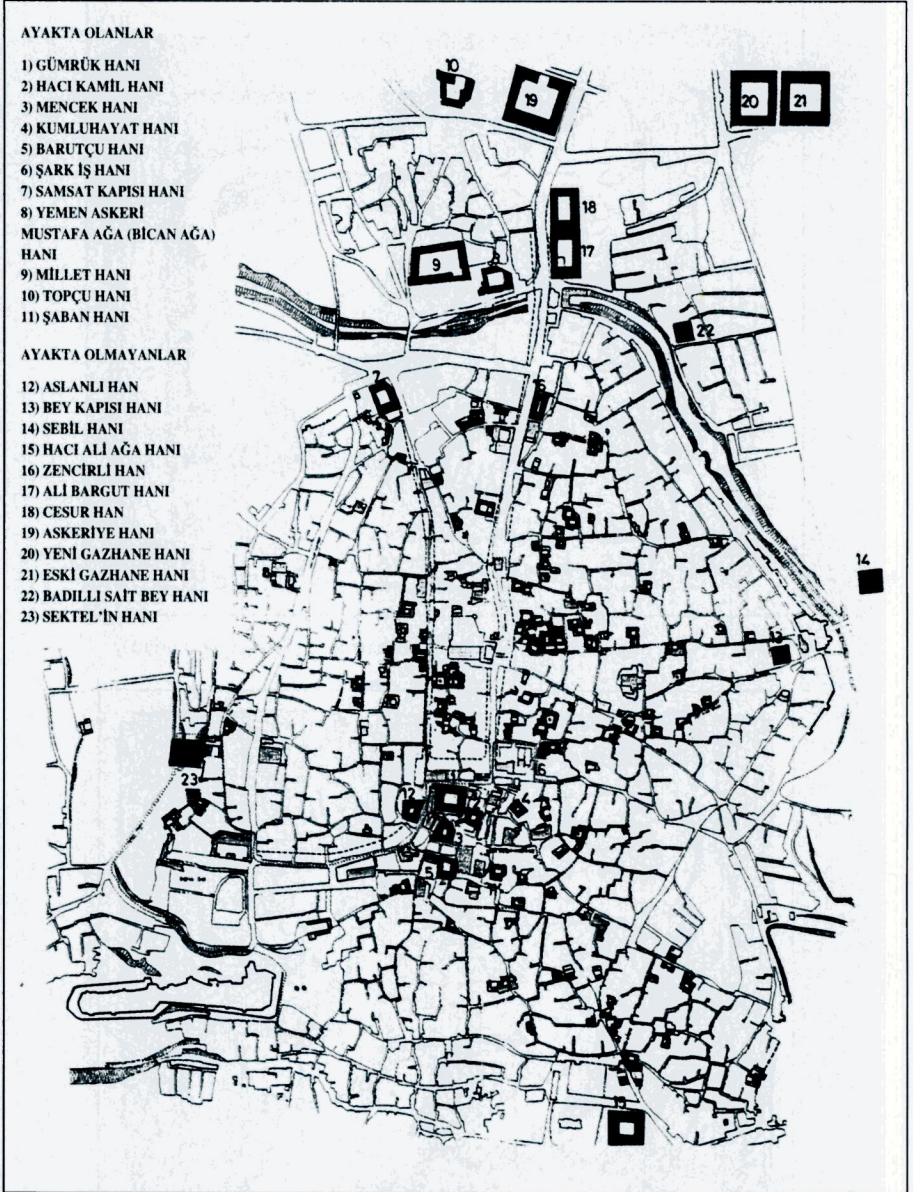 AYAKTA OLANLAR
1) GÜMRÜK HANI
2) HACI KAMİL HANI
3) MENCEK HANI
4) KUMLUHAYAT HANI
5) BARUTÇU HANI
6) ŞARK İŞ HANI
7) SAMSAT KAPISI HANI
8) YEMEN ASKERİ
MUSTAFA AĞA (BİCAN AĞA)
HANI
9) MİLLET HANI
10) TOPÇU HANI
11) ŞABAN HANI
AYAKTA OLMAYANLAR
12) ASLANLI HAN
13) BEY KAPISI HANI
14) SEBİL HANI
15) HACI ALİ AĞA HANI
16) ZENCİRLİ HAN
17) ALİ BARGUT HANI
18) CESUR HAN
19) ASKERİYE HANI
20) YENİ GAZHANE HANI
21) ESKİ GAZHANE HANI
22) BADILLI SAİT BEY HANI
23) SEKTEL'İN HANI
10
19
20
21
18
17
9
22
14
23
5